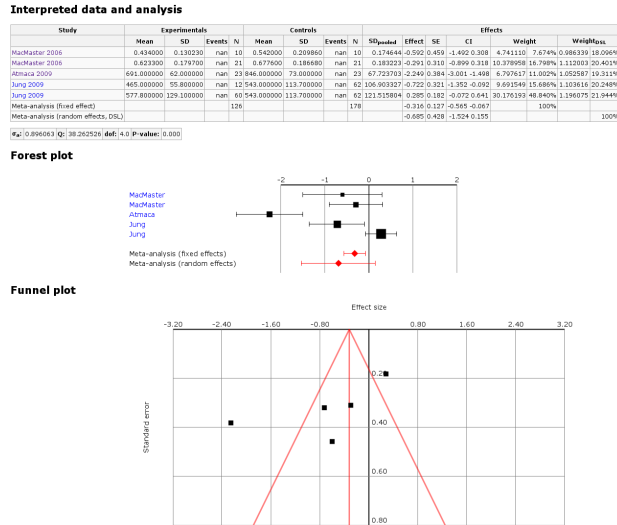 Interpreted data and analysis
Study Experimentals Controls Effects
Mean SD Events N Mean SD Events N SDpooled Effect SE CI Weight WeightDSL
MacMaster 2006 0.434000 0.130230 nan 10 0.542000 0.209860 nan 10 0.174644 -0.592 0.459 -1.492 0.308 4.741110 7.674% 0.986339 18.096%
MacMaster 2006 0.623300 0.179700 nan 21 0.677600 0.186680 nan 21 0.183223 -0.291 0.310 -0.899 0.318 10.378958 16.798% 1.112003 20.401%
Atmaca 2009 691.000000 62.000000 nan 23 846.000000 73.000000 nan 23 67.723703 -2.249 0.384 -3.001 -1.498 6.797617 11.002% 1.052587 19.311%
Jung 2009 465.000000 55.800000 nan 12 543.000000 113.700000 nan 62 106.903327 -0.722 0.321 -1.352 -0.092 9.691549 15.686% 1.103616 20.248%
Jung 2009 577.800000 129.100000 nan 60 543.000000 113.700000 nan 62 121.515804 0.285 0.182 -0.072 0.641 30.176193 48.840% 1.196075 21.944%
Meta-analysis (fixed effect) 126 178 -0.316 0.127 -0.565 -0.067 100%
Meta-analysis (random effects, DSL) -0.685 0.428 -1.524 0.155 100%
σ̂θ: 0.896063 Q: 38.262526 dof: 4.0 P-value: 0.000
Forest plot
-2 -1 0 1 2
MacMaster
MacMaster
Atmaca
Jung
Jung
Meta-analysis (fixed effects)
Meta-analysis (random effects)
Funnel plot
Effect size
-3.20 -2.40 -1.60 -0.80 0.80 1.60 2.40 3.20
0.20
0.40
Standard error
0.60
0.80